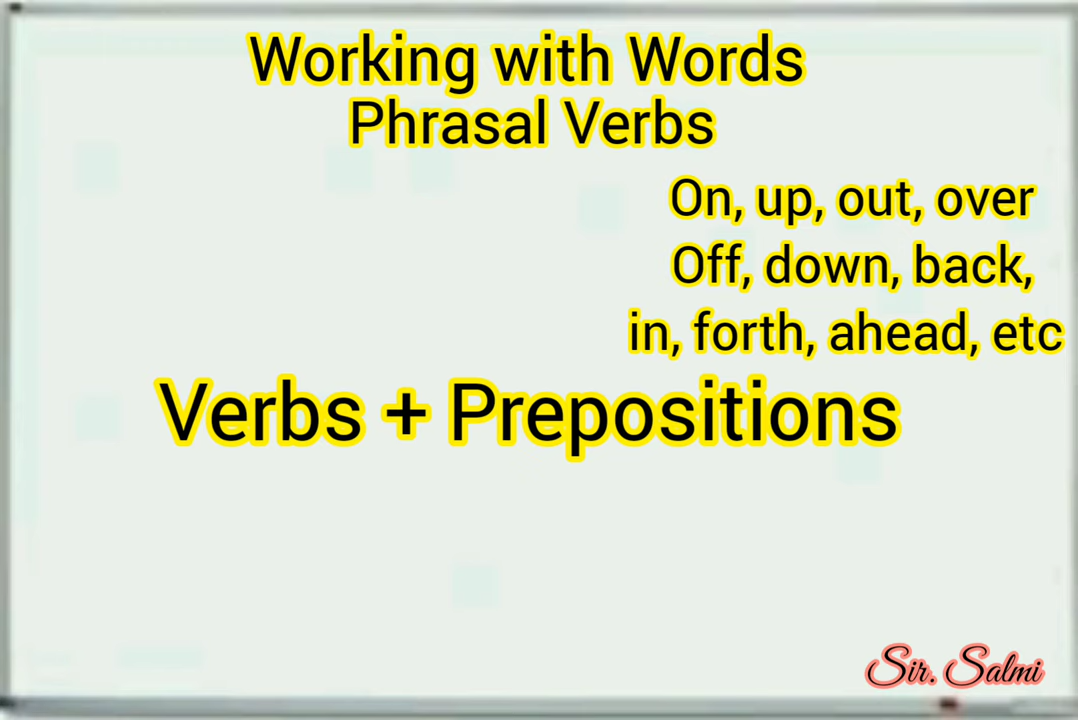 Working with Words
Phrasal Verbs
On, up, out, over
Off, down, back,
in, forth, ahead, etc
Verbs + Prepositions
Sir. Salmi